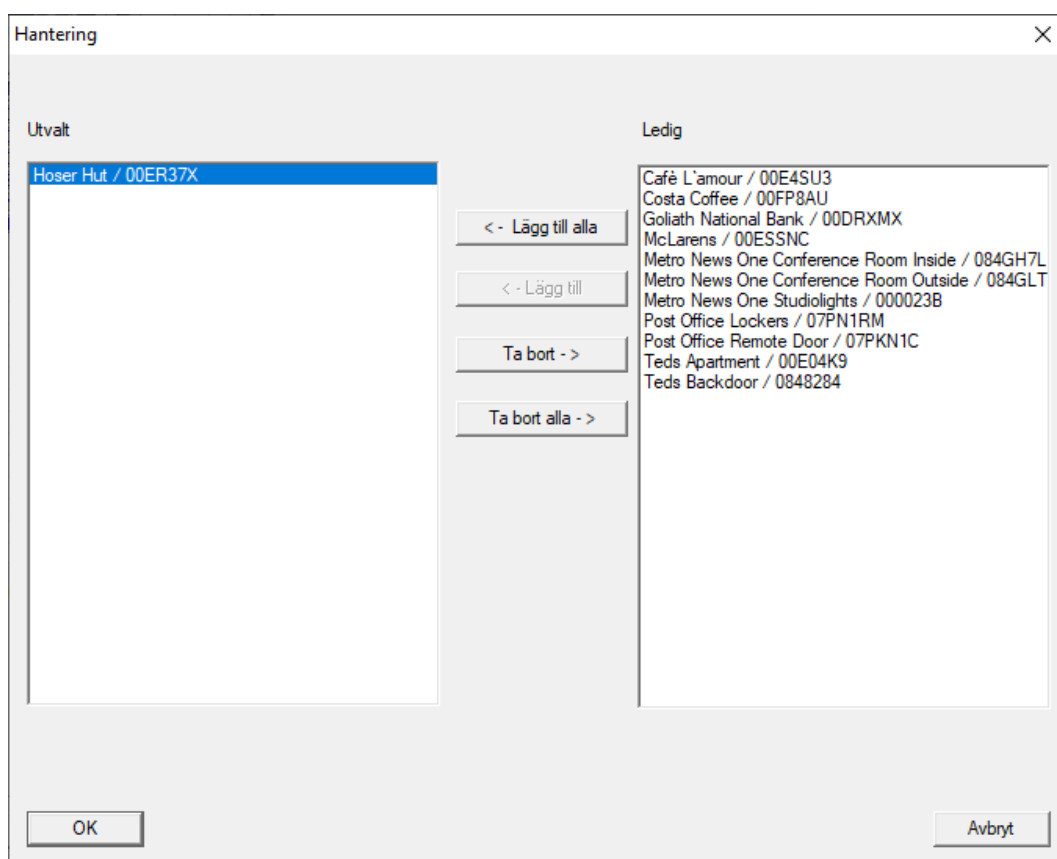 Hantering
Utvalt
Hoser Hut / 00ER37X
< - Lägg till alla
< - Lägg till
Ta bort - >
Ta bort alla - >
Ledig
Cafè L`amour / 00E4SU3
Costa Coffee / 00FP8AU
Goliath National Bank / 00DRXMX
McLarens / 00ESSNC
Metro News One Conference Room Inside / 084GH7L
Metro News One Conference Room Outside / 084GLT
Metro News One Studiolights / 000023B
Post Office Lockers / 07PN1RM
Post Office Remote Door / 07PKN1C
Teds Apartment / 00E04K9
Teds Backdoor / 0848284
OK
Avbryt